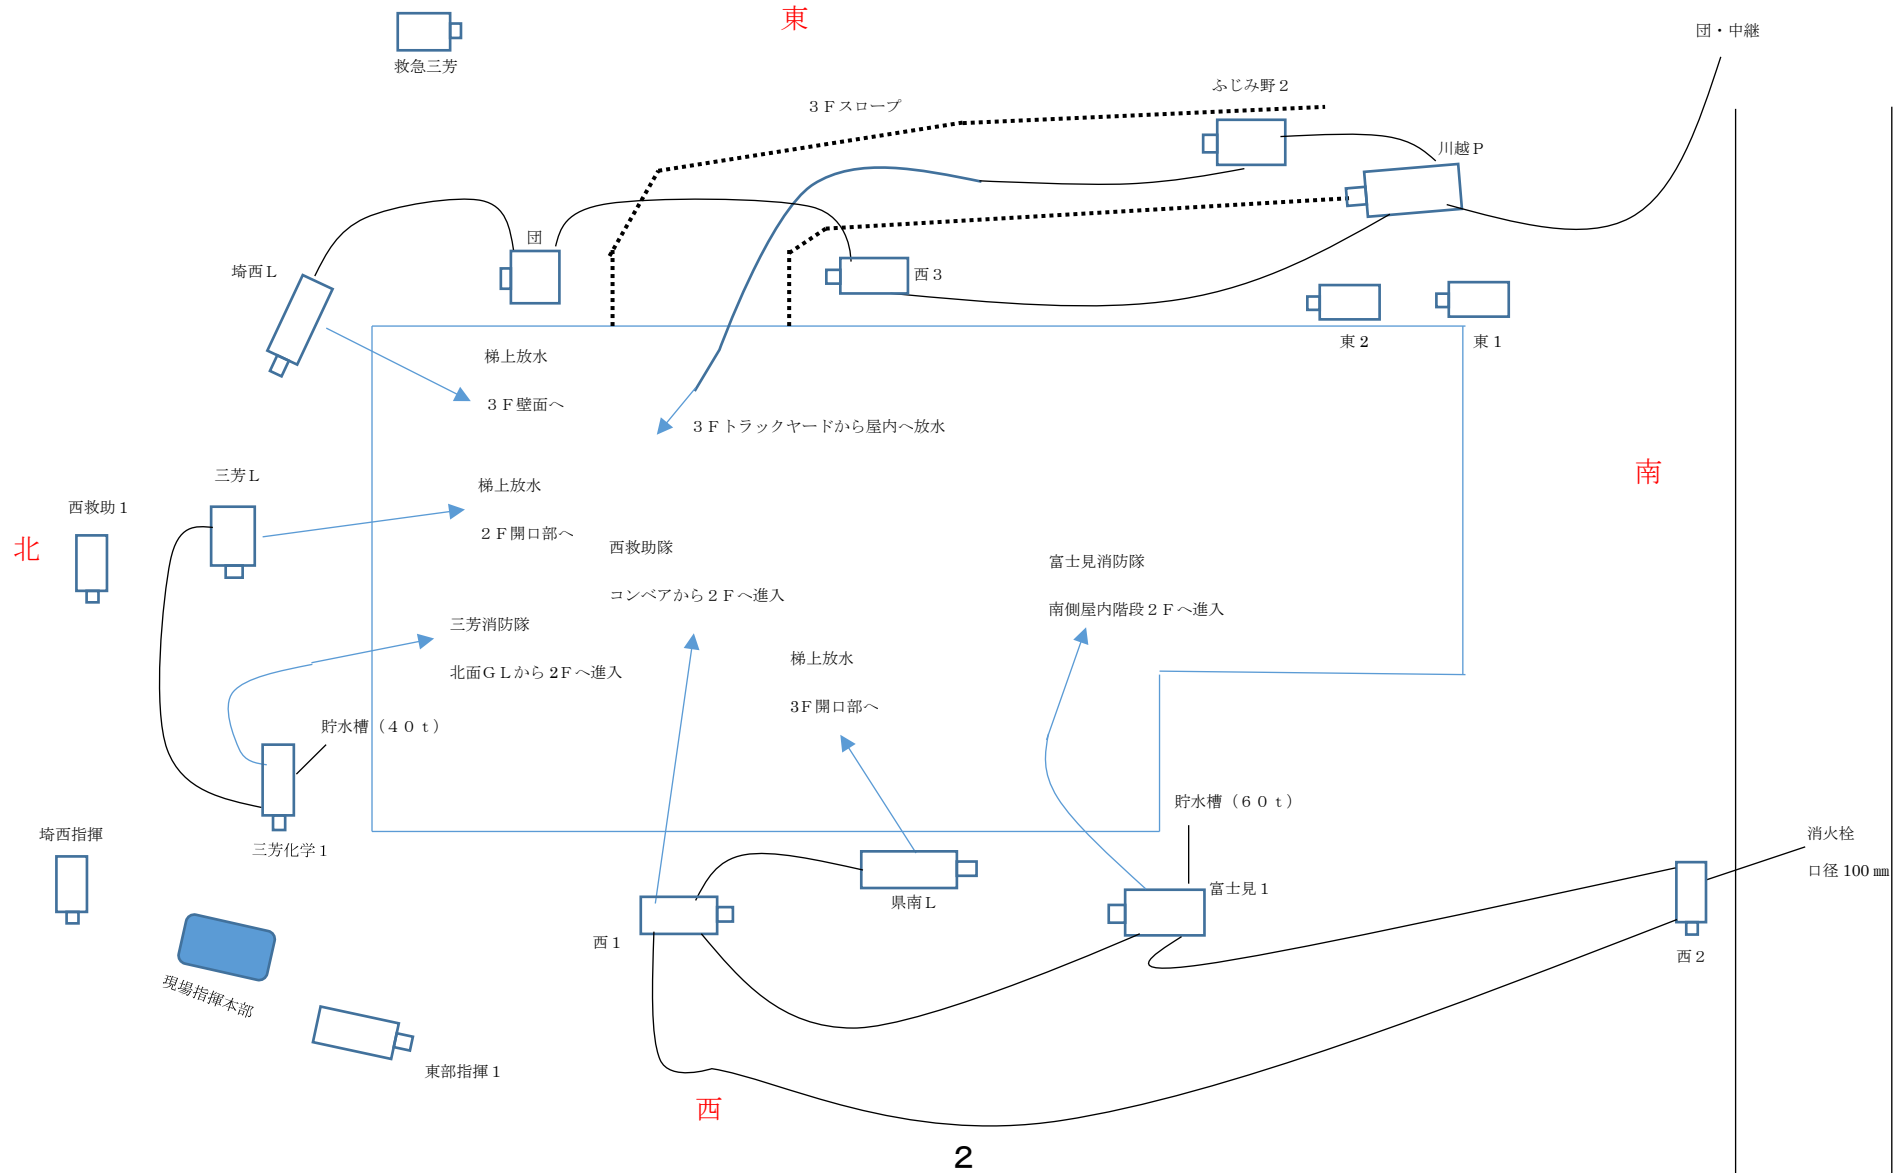 東
団・中継
救急三芳
ふじみ野２
３Ｆスロープ
川越Ｐ
団
埼西Ｌ
西３
東２
東１
梯上放水
３Ｆ壁面へ
３Ｆトラックヤードから屋内へ放水
南
三芳Ｌ
梯上放水
２Ｆ開口部へ
西救助１
北
西救助隊
コンベアから２Ｆへ進入
富士見消防隊
南側屋内階段２Ｆへ進入
三芳消防隊
北面ＧＬから２Ｆへ進入
梯上放水
3Ｆ開口部へ
貯水槽（４０ｔ）
貯水槽（６０ｔ）
埼西指揮
三芳化学１
消火栓
口径 100 ㎜
富士見１
県南Ｌ
西１
西２
現場指揮本部
東部指揮１
西
2